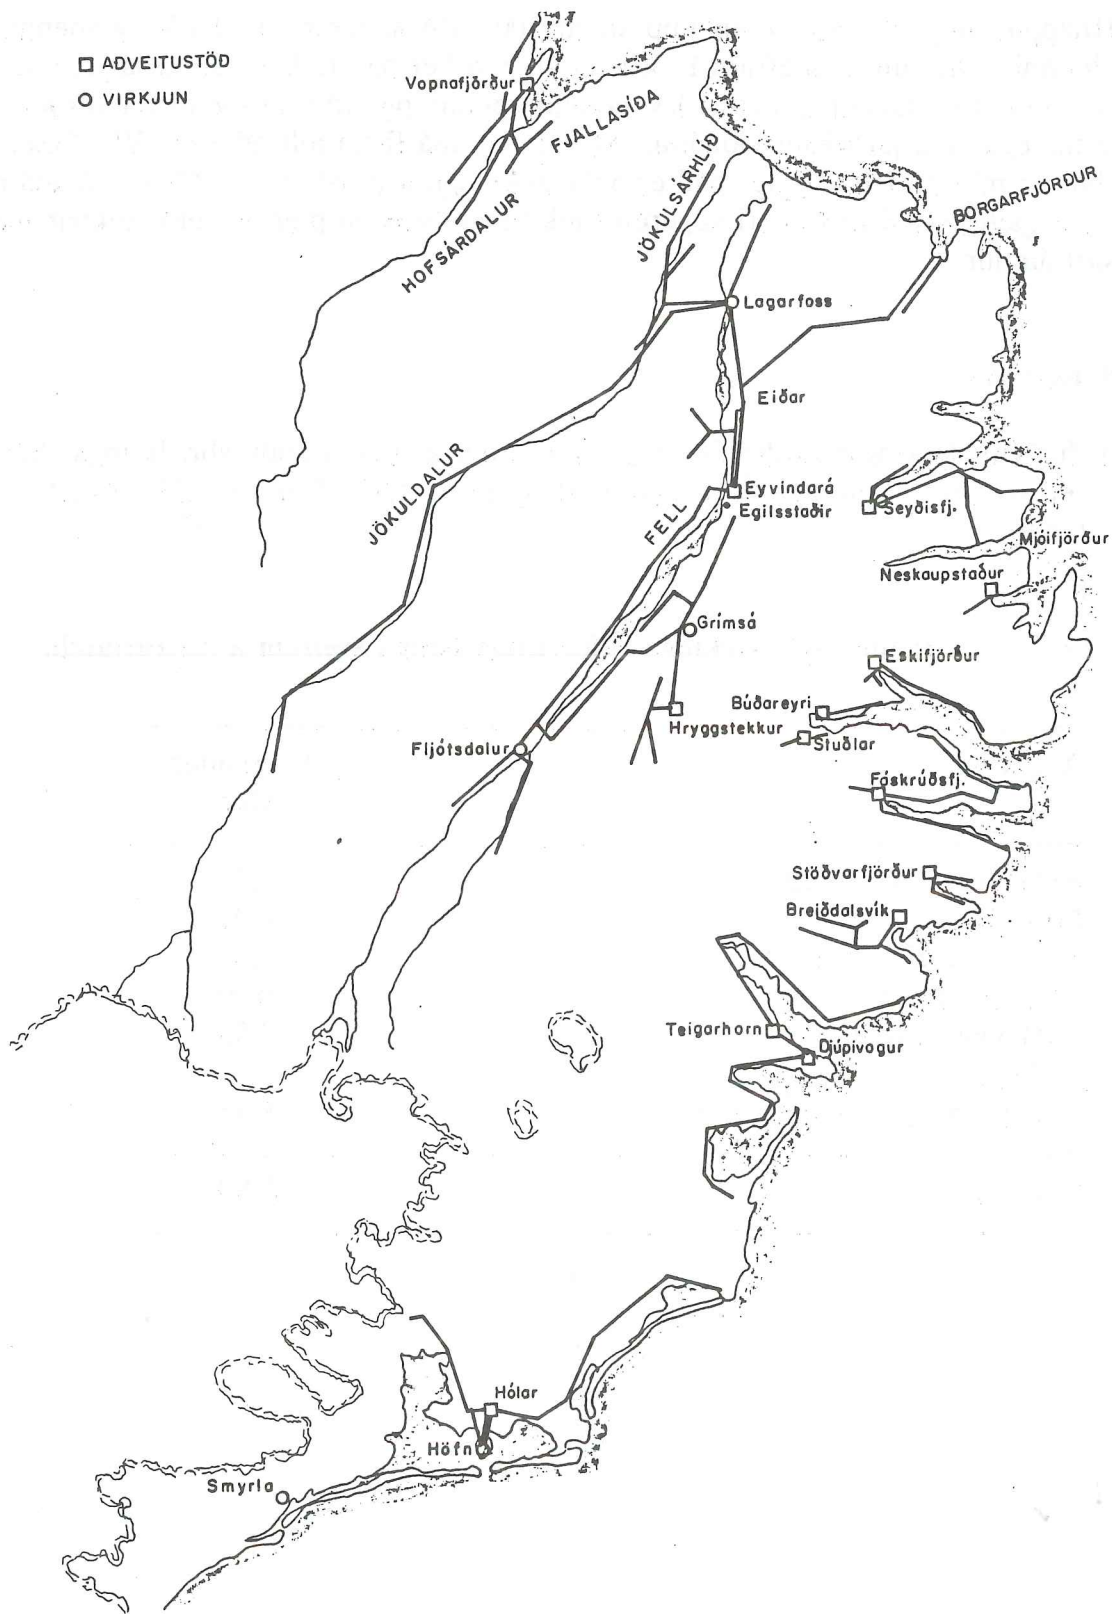 AÐVEITUSTÖÐ
VIRKJUN
Vopnafjörður
FJALLASÍÐA
HOFSÁRDALUR
JÖKULSÁRHLÍÐ
BORGARFJÖRÐUR
Lagarfoss
Eiðar
JÖKULDALUR
FELL
Eyvindará
Egilsstaðir
Seyðisfj.
Mjóifjörður
Neskaupstaður
Grímsá
Eskifjörður
Búðareyri
Hryggstekkur
Stuðlar
Fljótsdalur
Fáskrúðsfj.
Stöðvarfjörður
Breiðdalsvík
Teigarhorn
Djúpivogur
Hólar
Höfn
Smyrla